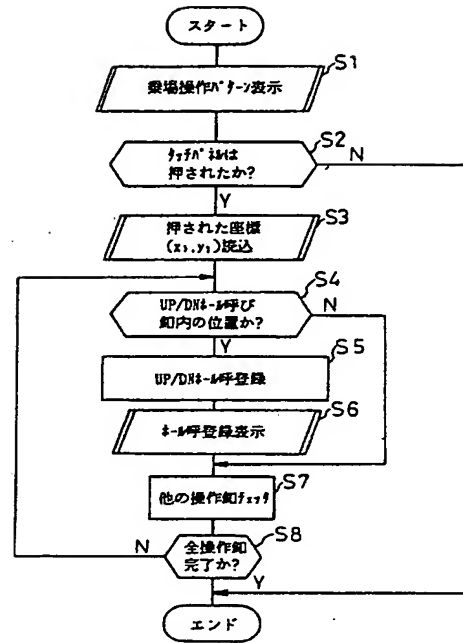 スタート
S1
乗場操作パターン表示
S2
タッチパネルは
押されたか?
N
Y
S3
押された座標
(x₁,y₁)読込
S4
UP/DNホール呼び
釦内の位置か?
N
Y
S5
UP/DNホール呼登録
S6
ホール呼登録表示
S7
他の操作釦チェック
S8
全操作釦
完了か?
N
Y
エンド